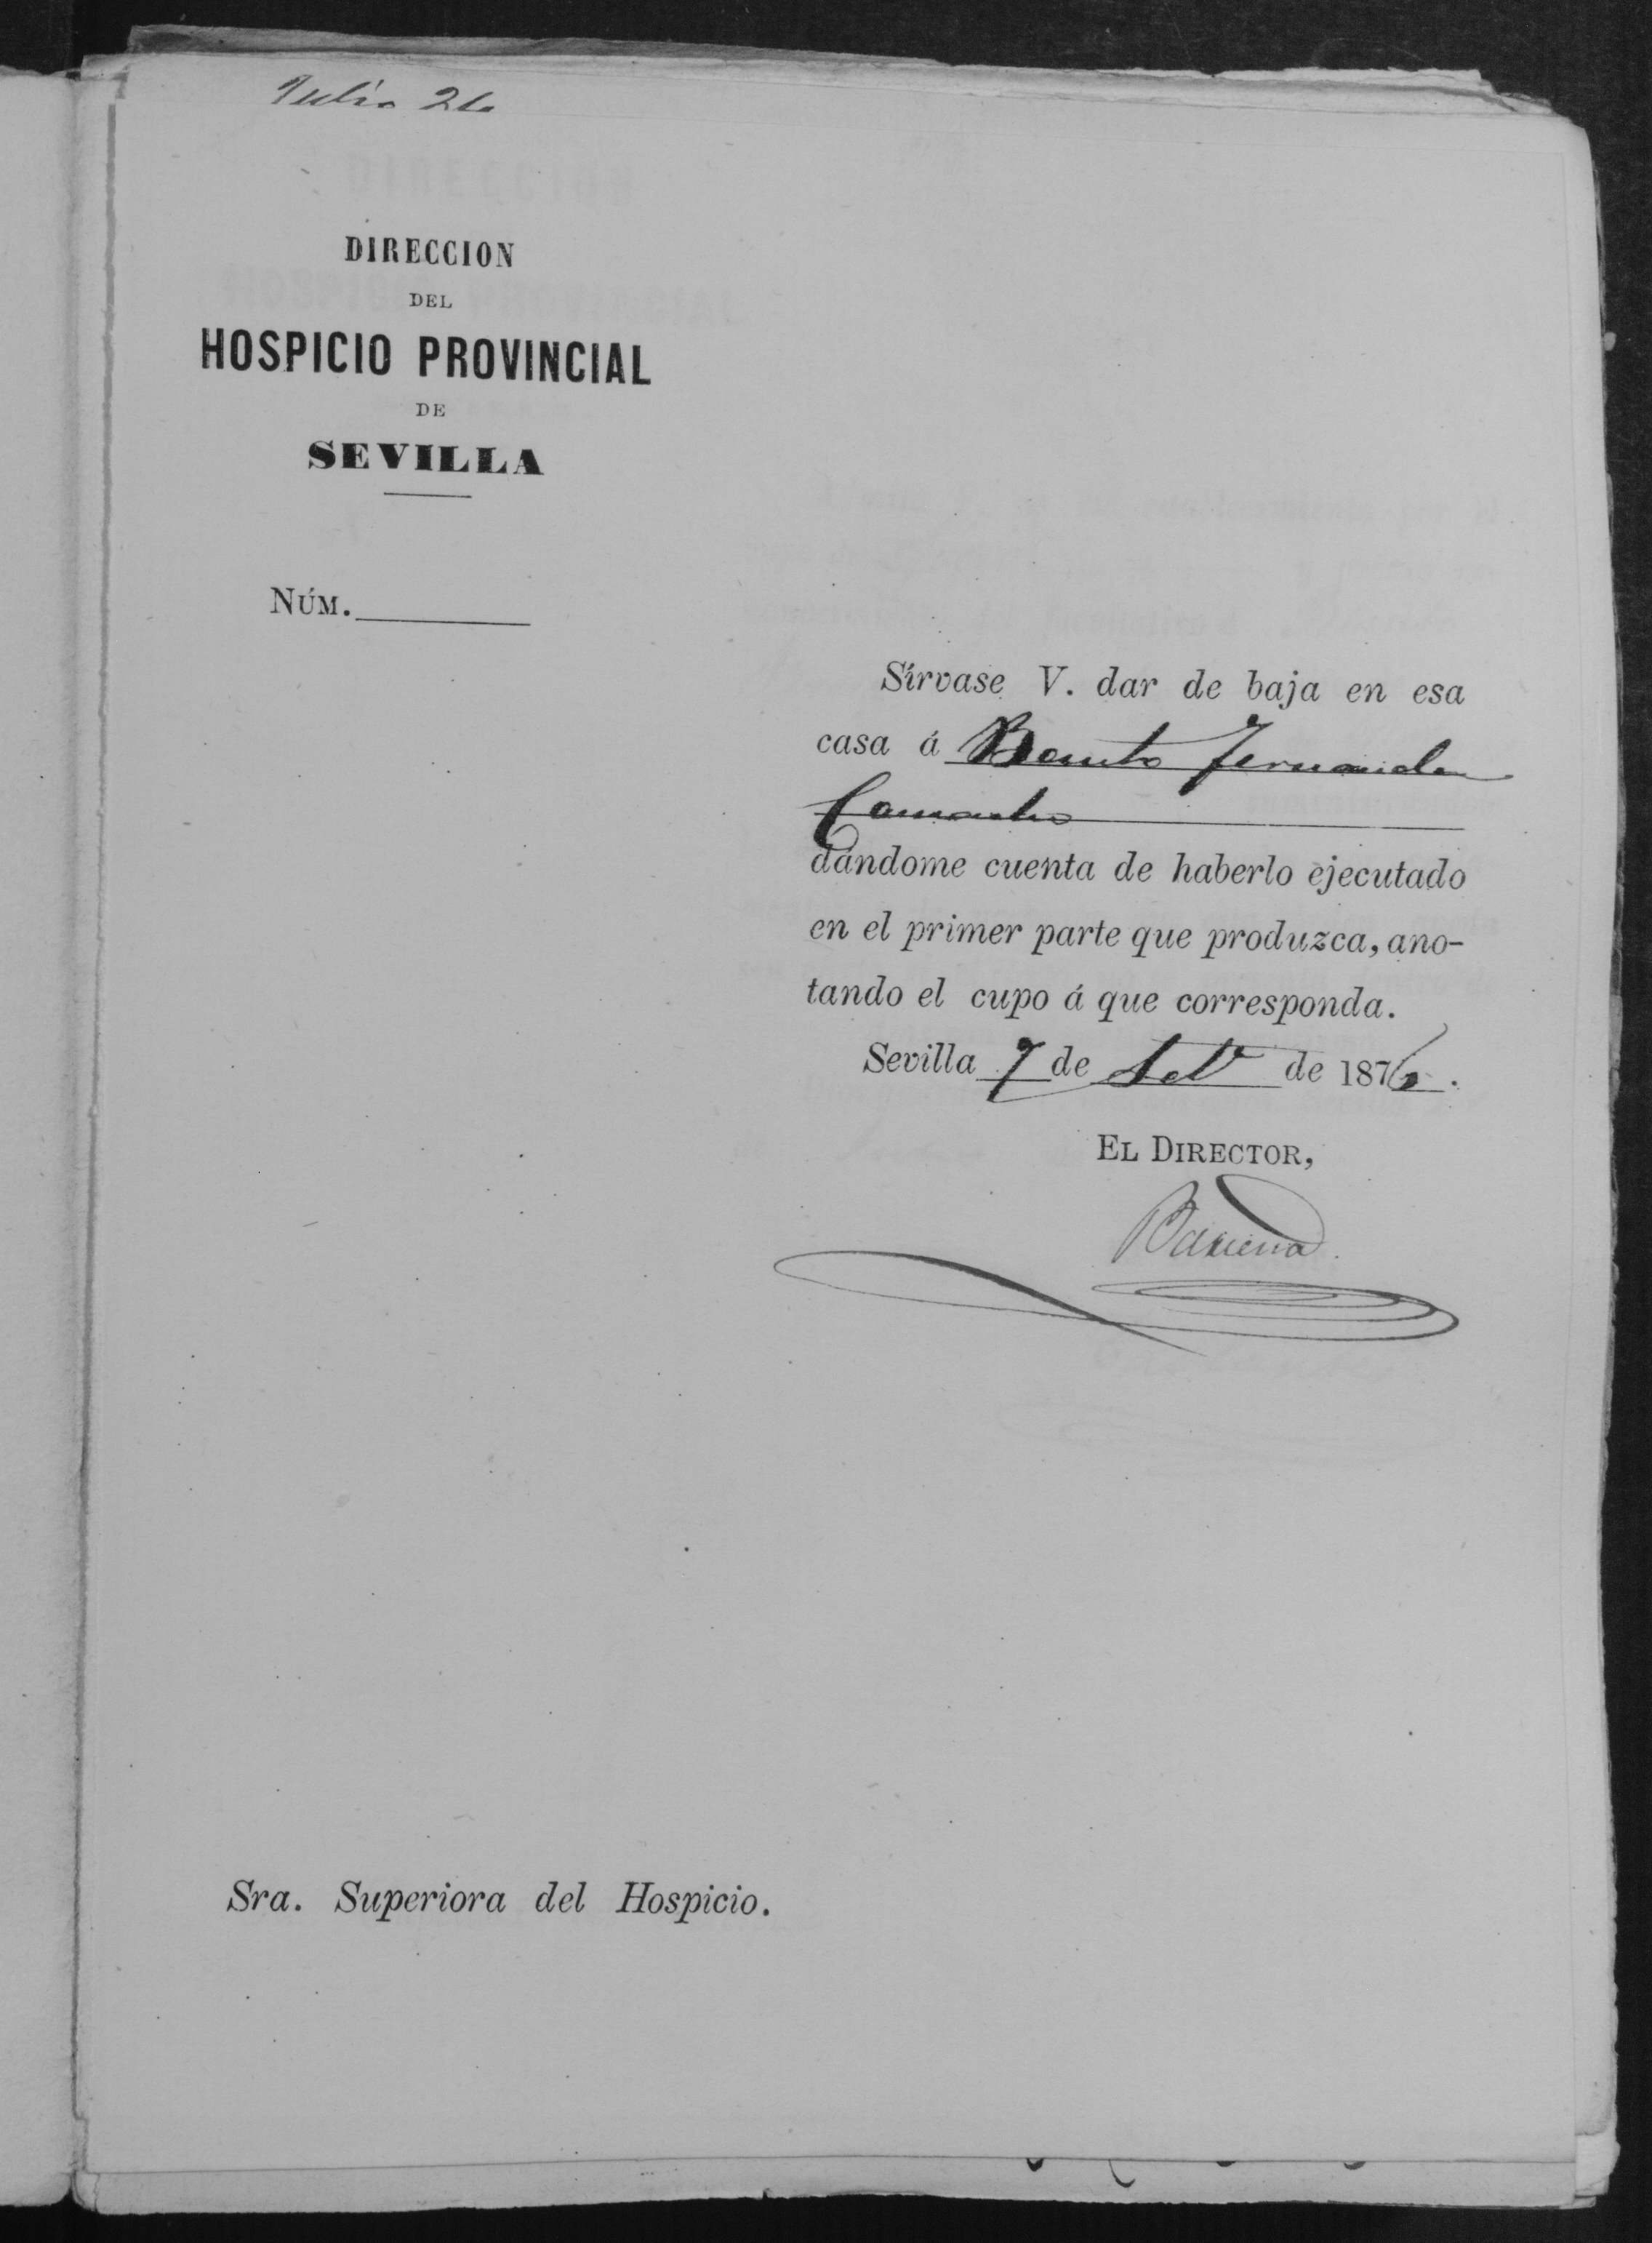 Julio 26
DIRECCION
DEL
HOSPICIO PROVINCIAL
DE
SEVILLA
NÚM.
Sírvase V. dar de baja en esa
casa á Benito Fernandez
Camacho
dándome cuenta de haberlo ejecutado
en el primer parte que produzca, ano-
tando el cupo á que corresponda.
Sevilla 7 de Set. de 1876.
EL DIRECTOR,
Sra. Superiora del Hospicio.